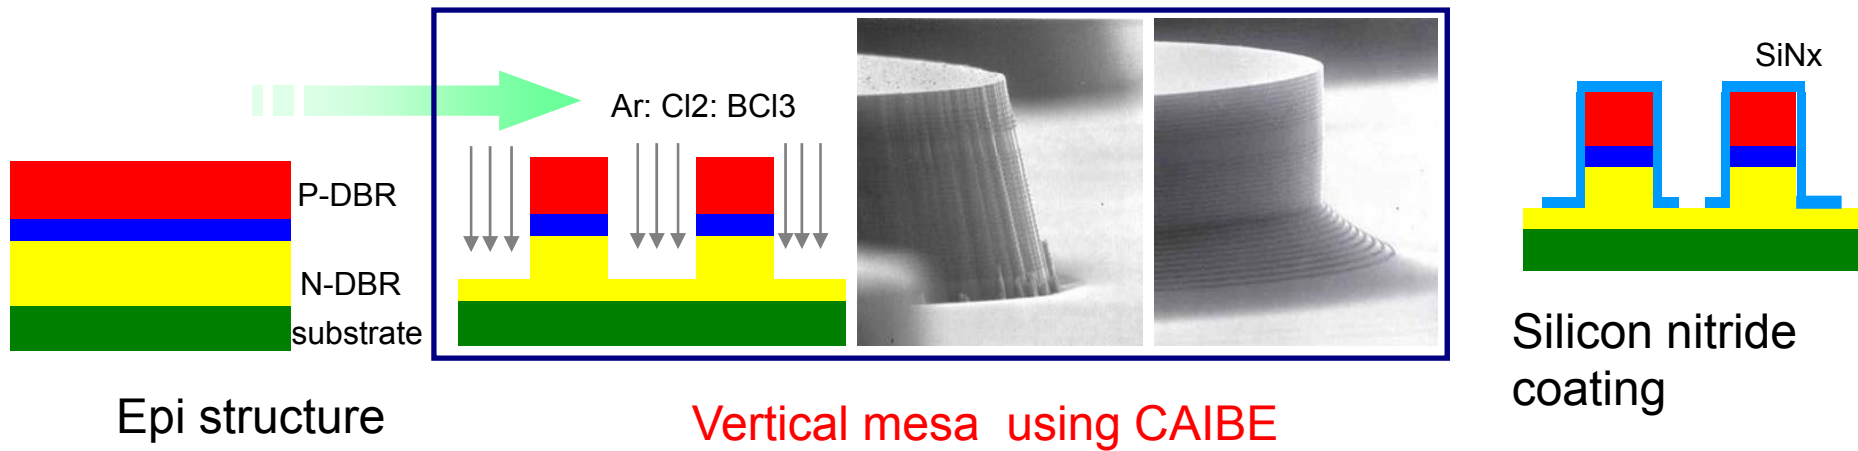 P-DBR
N-DBR
substrate
Epi structure
Ar: Cl2: BCl3
Vertical mesa using CAIBE
SiNx
Silicon nitride
coating